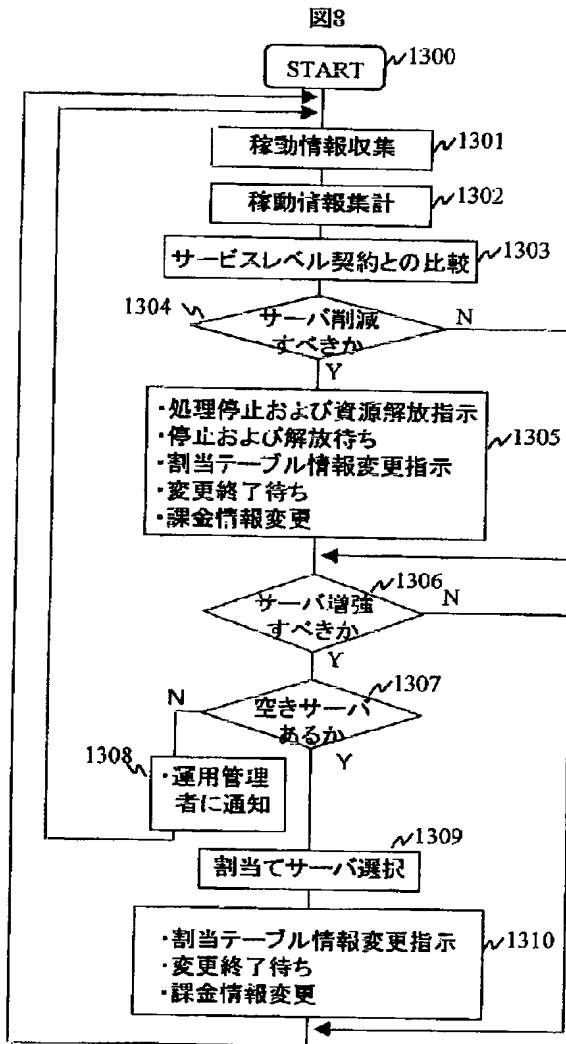 図8
START
1300
稼動情報収集
1301
稼動情報集計
1302
サービスレベル契約との比較
1303
1304
サーバ削減
すべきか
N
Y
・処理停止および資源解放指示
・停止および解放待ち
・割当テーブル情報変更指示
・変更終了待ち
・課金情報変更
1305
1306
サーバ増強
すべきか
N
Y
1307
N
空きサーバ
あるか
Y
1308
・運用管理
者に通知
1309
割当てサーバ選択
・割当テーブル情報変更指示
・変更終了待ち
・課金情報変更
1310